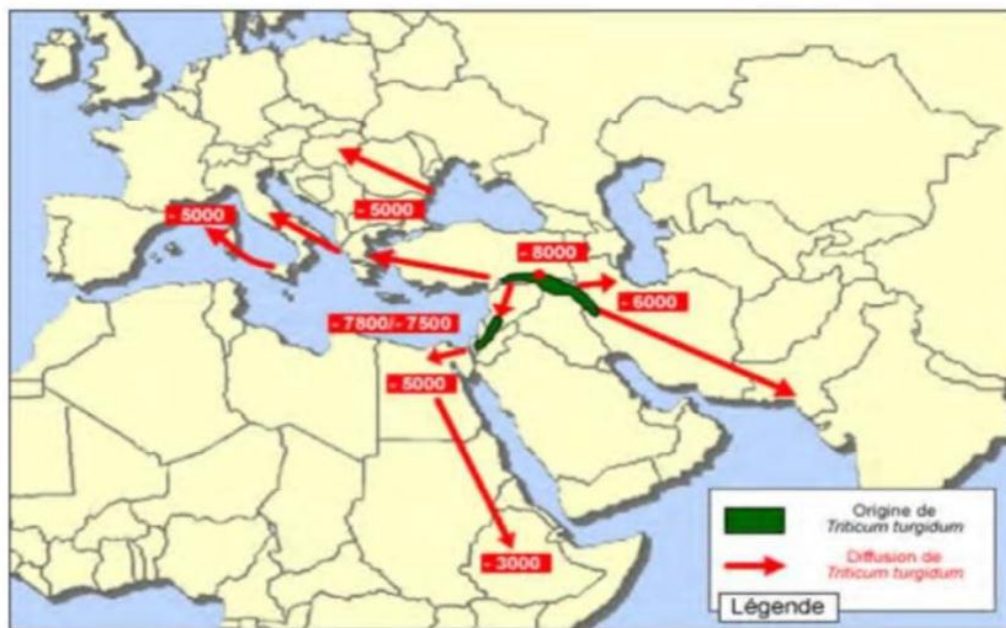 - 5000
- 5000
- 8000
- 6000
- 7800/- 7500
- 5000
- 3000
Origine de
Triticum turgidum
Diffusion de
Triticum turgidum
Légende